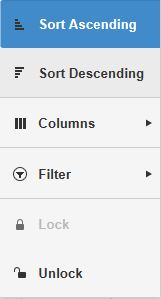 Sort Ascending
Sort Descending
Columns
Filter
Lock
Unlock